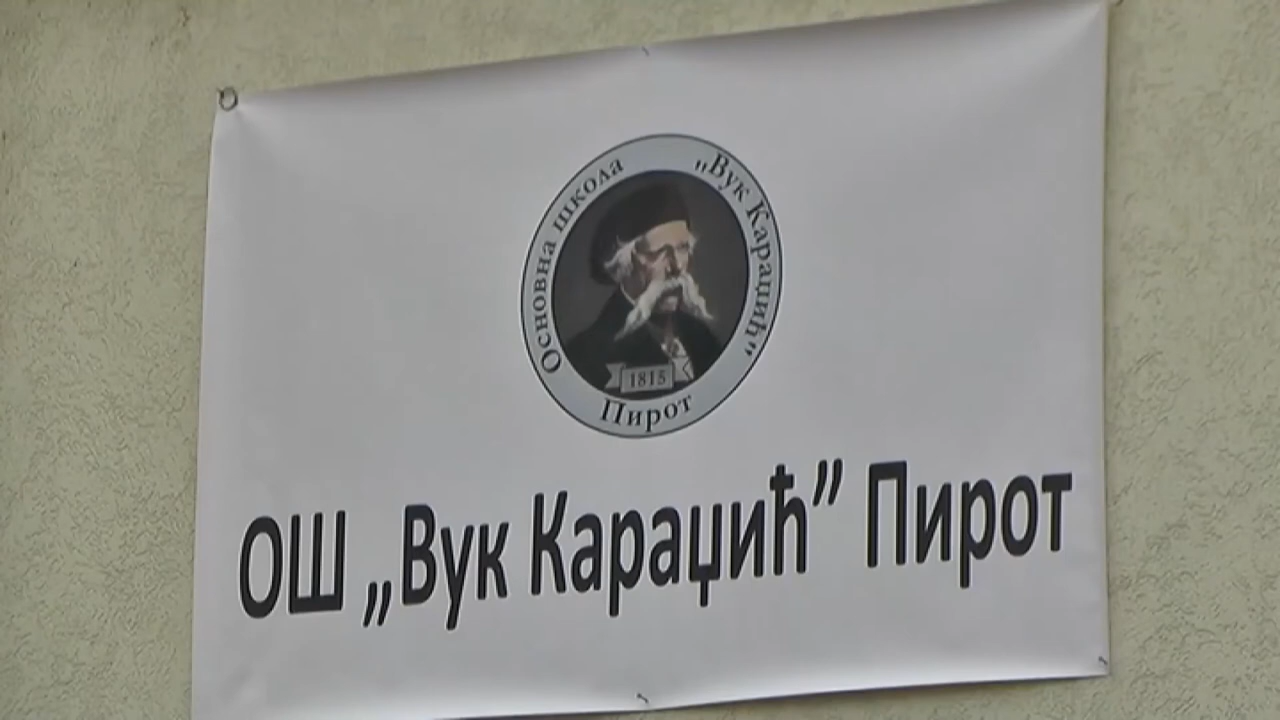 Основна школа
„Вук Караџић“
1815
Пирот
ОШ „Вук Караџић” Пирот